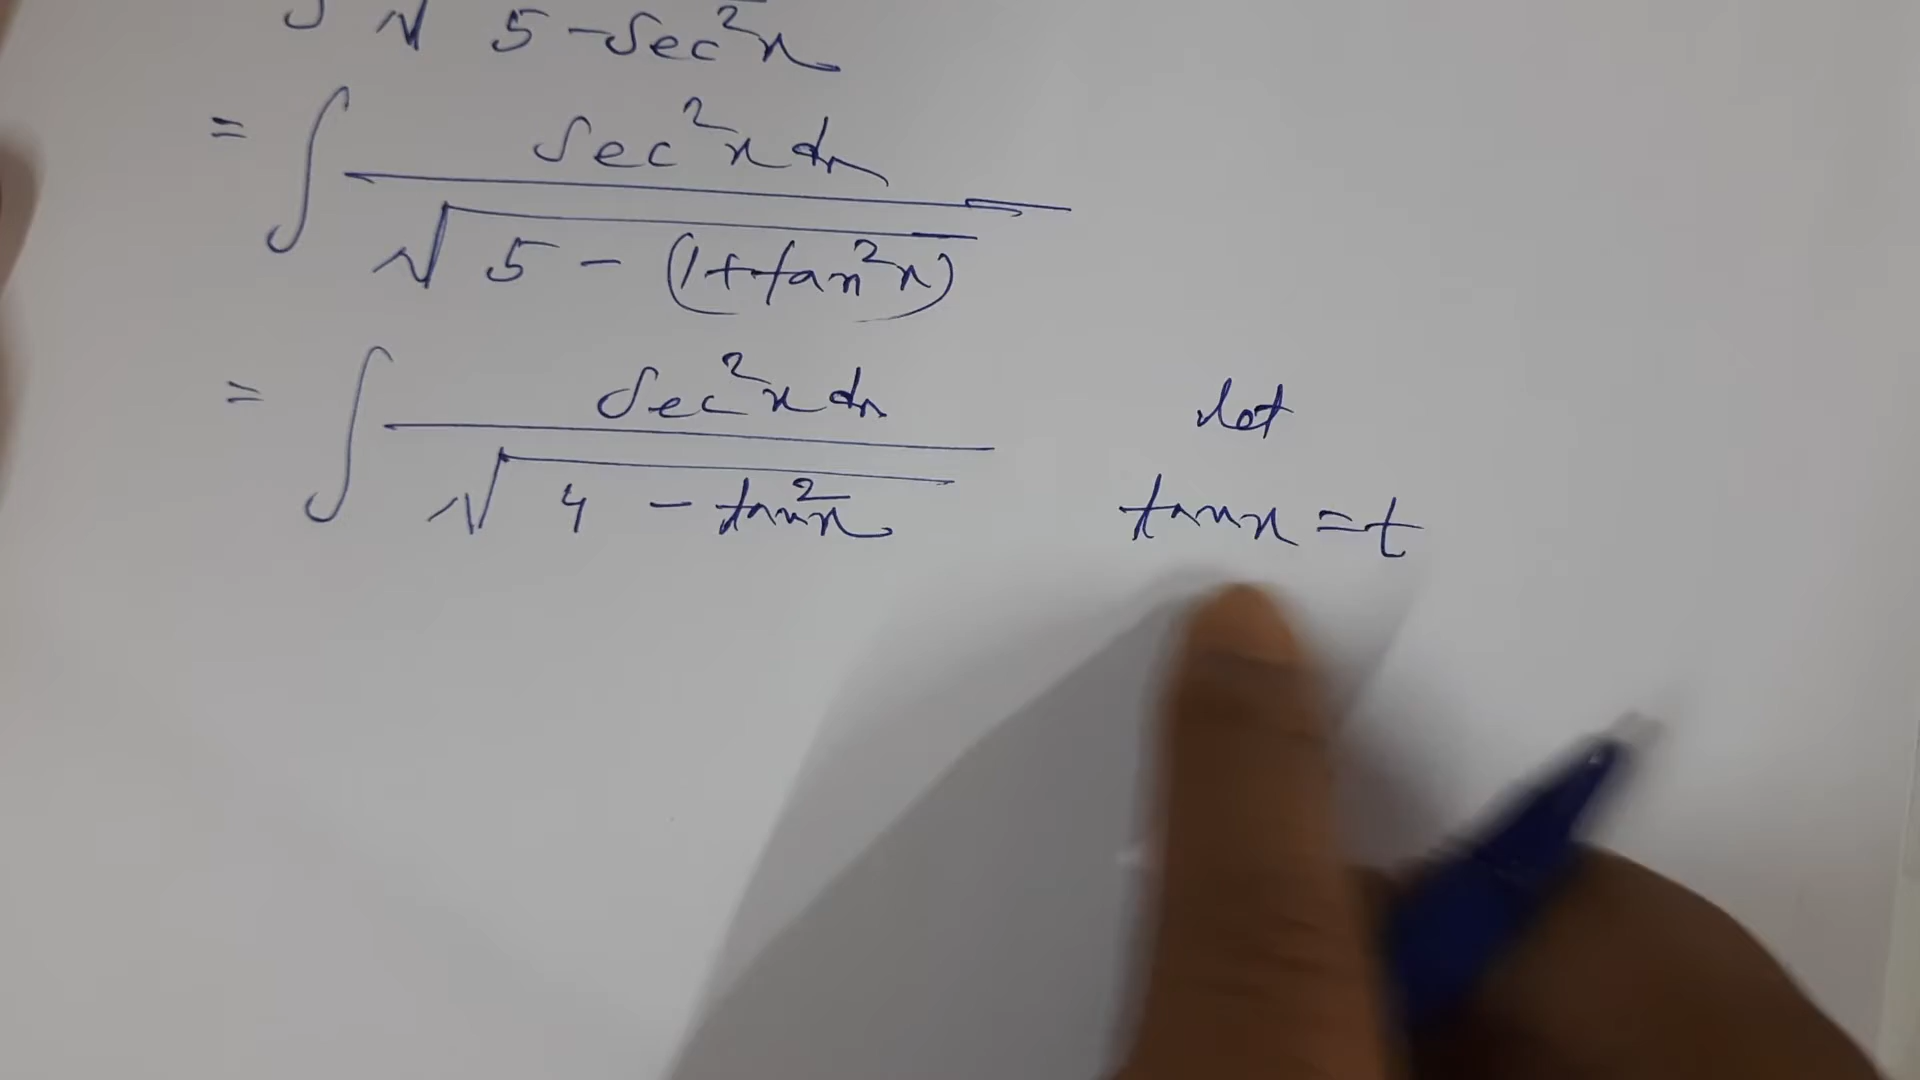 ∫ √ 5 - Sec²x
= ∫ Sec²x dx
√ 5 - (1+tan²x)
= ∫ Sec²x dx
√ 4 - tan²x
let
tanx = t